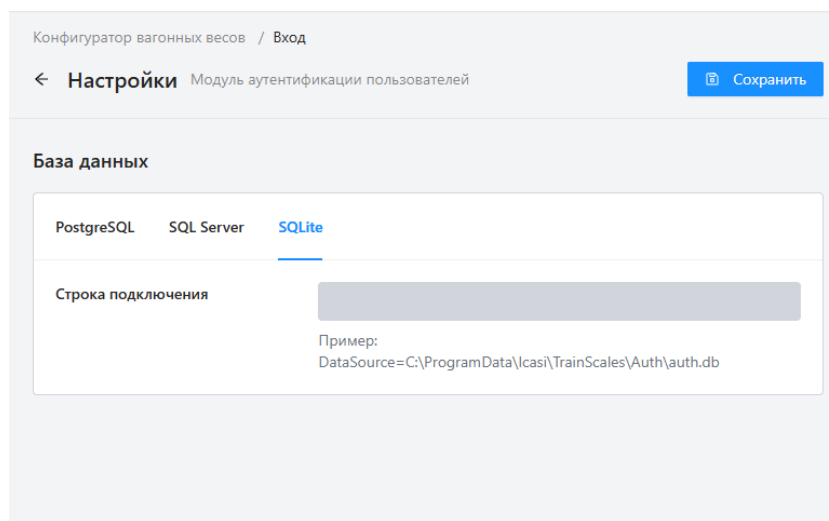 Конфигуратор вагонных весов / Вход
← Настройки Модуль аутентификации пользователей Сохранить
База данных
PostgreSQL SQL Server SQLite
Строка подключения
Пример:
DataSource=C:\ProgramData\Icasi\TrainScales\Auth\auth.db